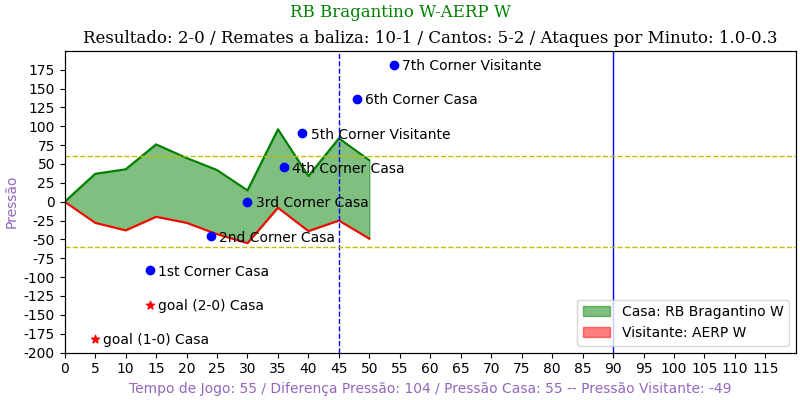 RB Bragantino W-AERP W
Resultado: 2-0 / Remates a baliza: 10-1 / Cantos: 5-2 / Ataques por Minuto: 1.0-0.3
Pressão
175
150
125
100
75
50
25
0
-25
-50
-75
-100
-125
-150
-175
-200
7th Corner Visitante
6th Corner Casa
5th Corner Visitante
4th Corner Casa
3rd Corner Casa
2nd Corner Casa
1st Corner Casa
goal (2-0) Casa
goal (1-0) Casa
Casa: RB Bragantino W
Visitante: AERP W
0 5 10 15 20 25 30 35 40 45 50 55 60 65 70 75 80 85 90 95 100 105 110 115
Tempo de Jogo: 55 / Diferença Pressão: 104 / Pressão Casa: 55 -- Pressão Visitante: -49